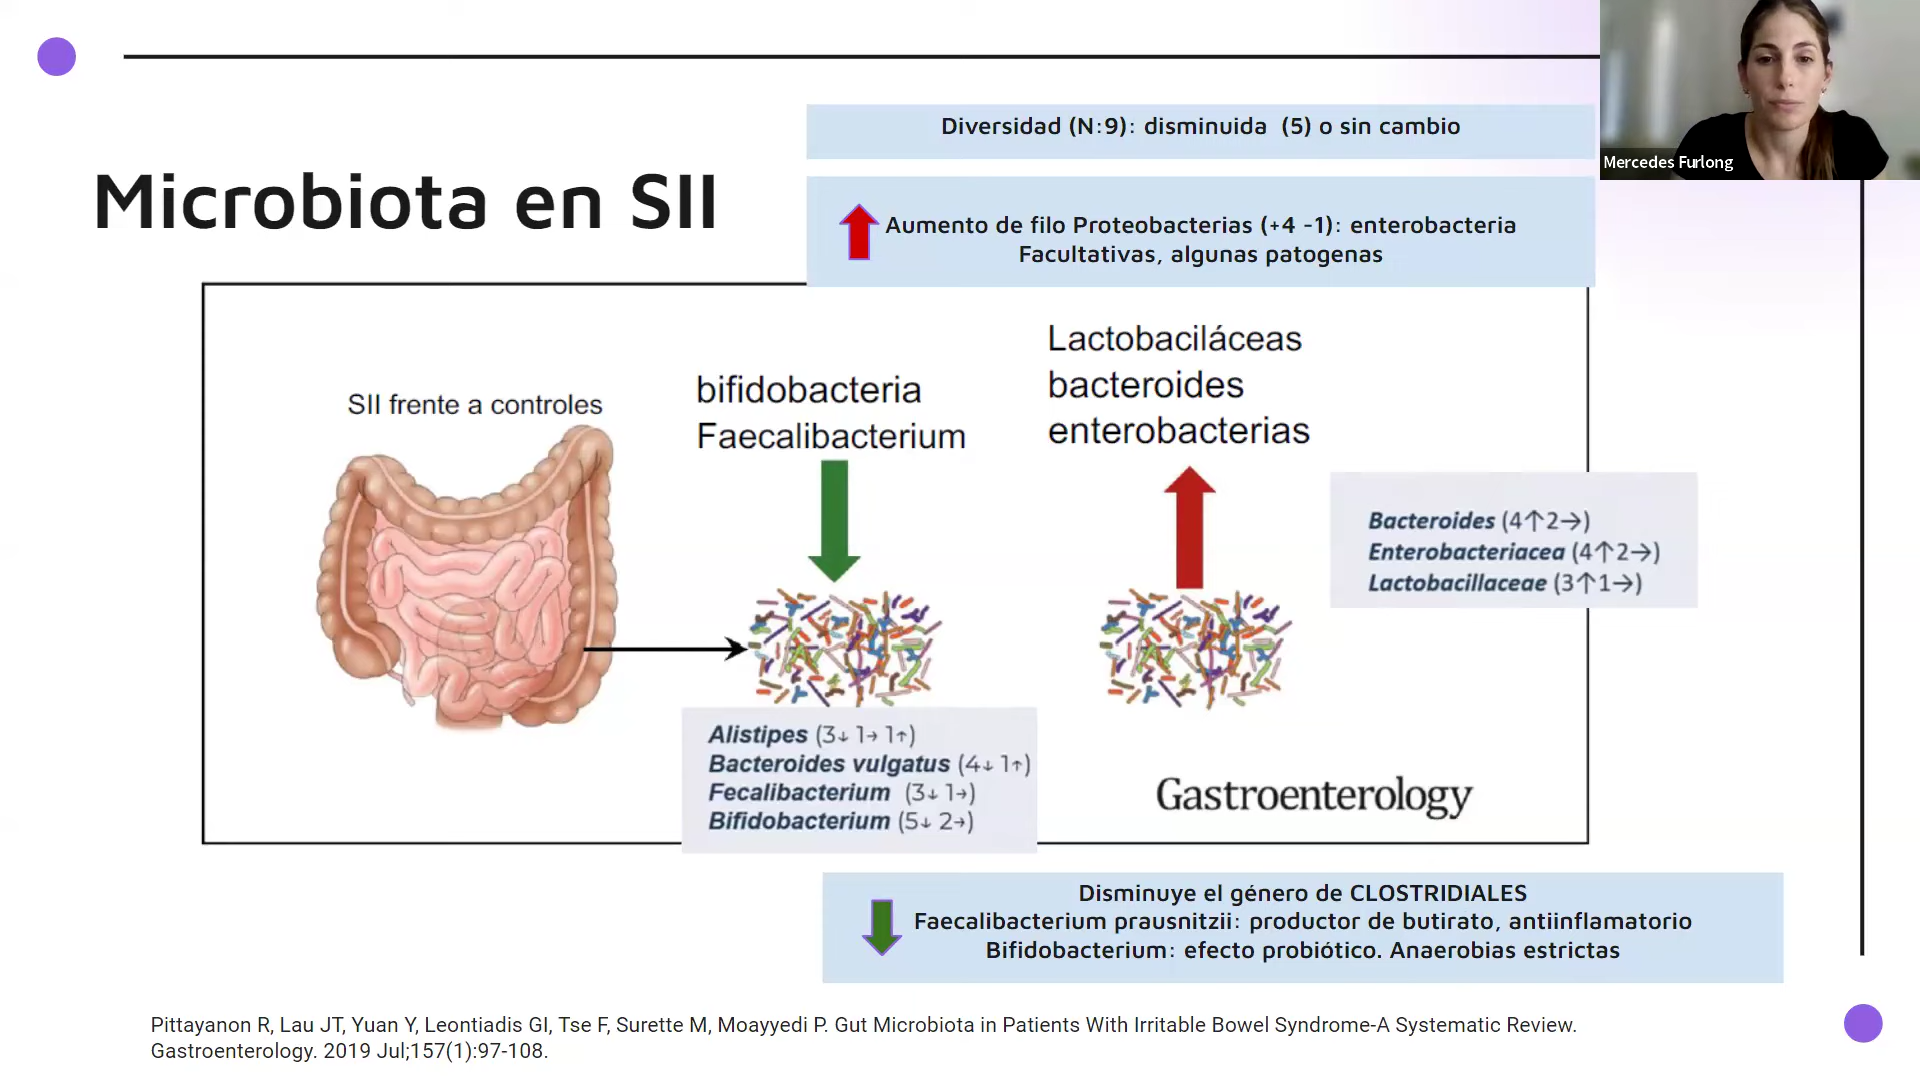 Mercedes Furlong
Microbiota en SII
Diversidad (N:9): disminuida (5) o sin cambio
Aumento de filo Proteobacterias (+4 -1): enterobacteria
Facultativas, algunas patogenas
SII frente a controles
bifidobacteria
Faecalibacterium
Lactobaciláceas
bacteroides
enterobacterias
Bacteroides (4↑2→)
Enterobacteriacea (4↑2→)
Lactobacillaceae (3↑1→)
Alistipes (3↓ 1→ 1↑)
Bacteroides vulgatus (4↓ 1↑)
Fecalibacterium (3↓ 1→)
Bifidobacterium (5↓ 2→)
Gastroenterology
Disminuye el género de CLOSTRIDIALES
Faecalibacterium prausnitzii: productor de butirato, antiinflamatorio
Bifidobacterium: efecto probiótico. Anaerobias estrictas
Pittayanon R, Lau JT, Yuan Y, Leontiadis GI, Tse F, Surette M, Moayyedi P. Gut Microbiota in Patients With Irritable Bowel Syndrome-A Systematic Review.
Gastroenterology. 2019 Jul;157(1):97-108.